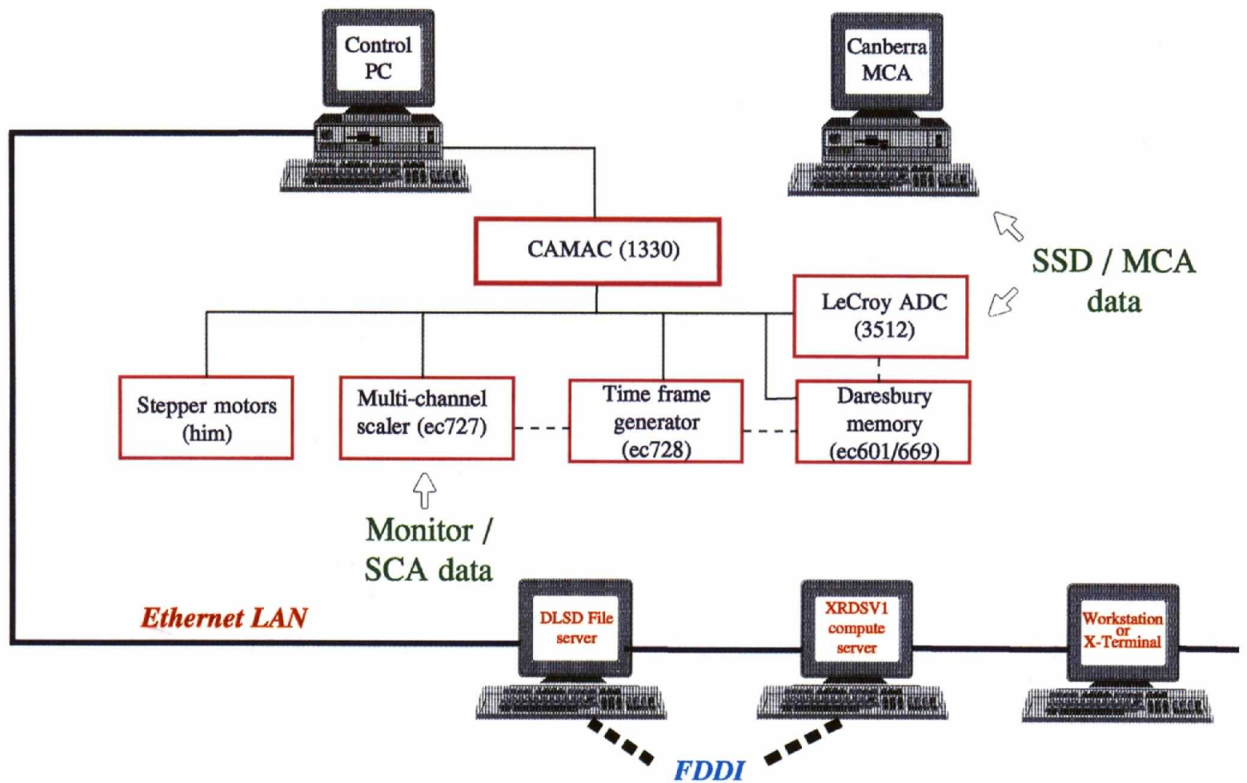 Control
PC
Canberra
MCA
CAMAC (1330)
SSD / MCA
data
LeCroy ADC
(3512)
Stepper motors
(him)
Multi-channel
scaler (ec727)
Time frame
generator
(ec728)
Daresbury
memory
(ec601/669)
Monitor /
SCA data
Ethernet LAN
DLSD File
server
XRDSV1
compute
server
Workstation
or
X-Terminal
FDDI